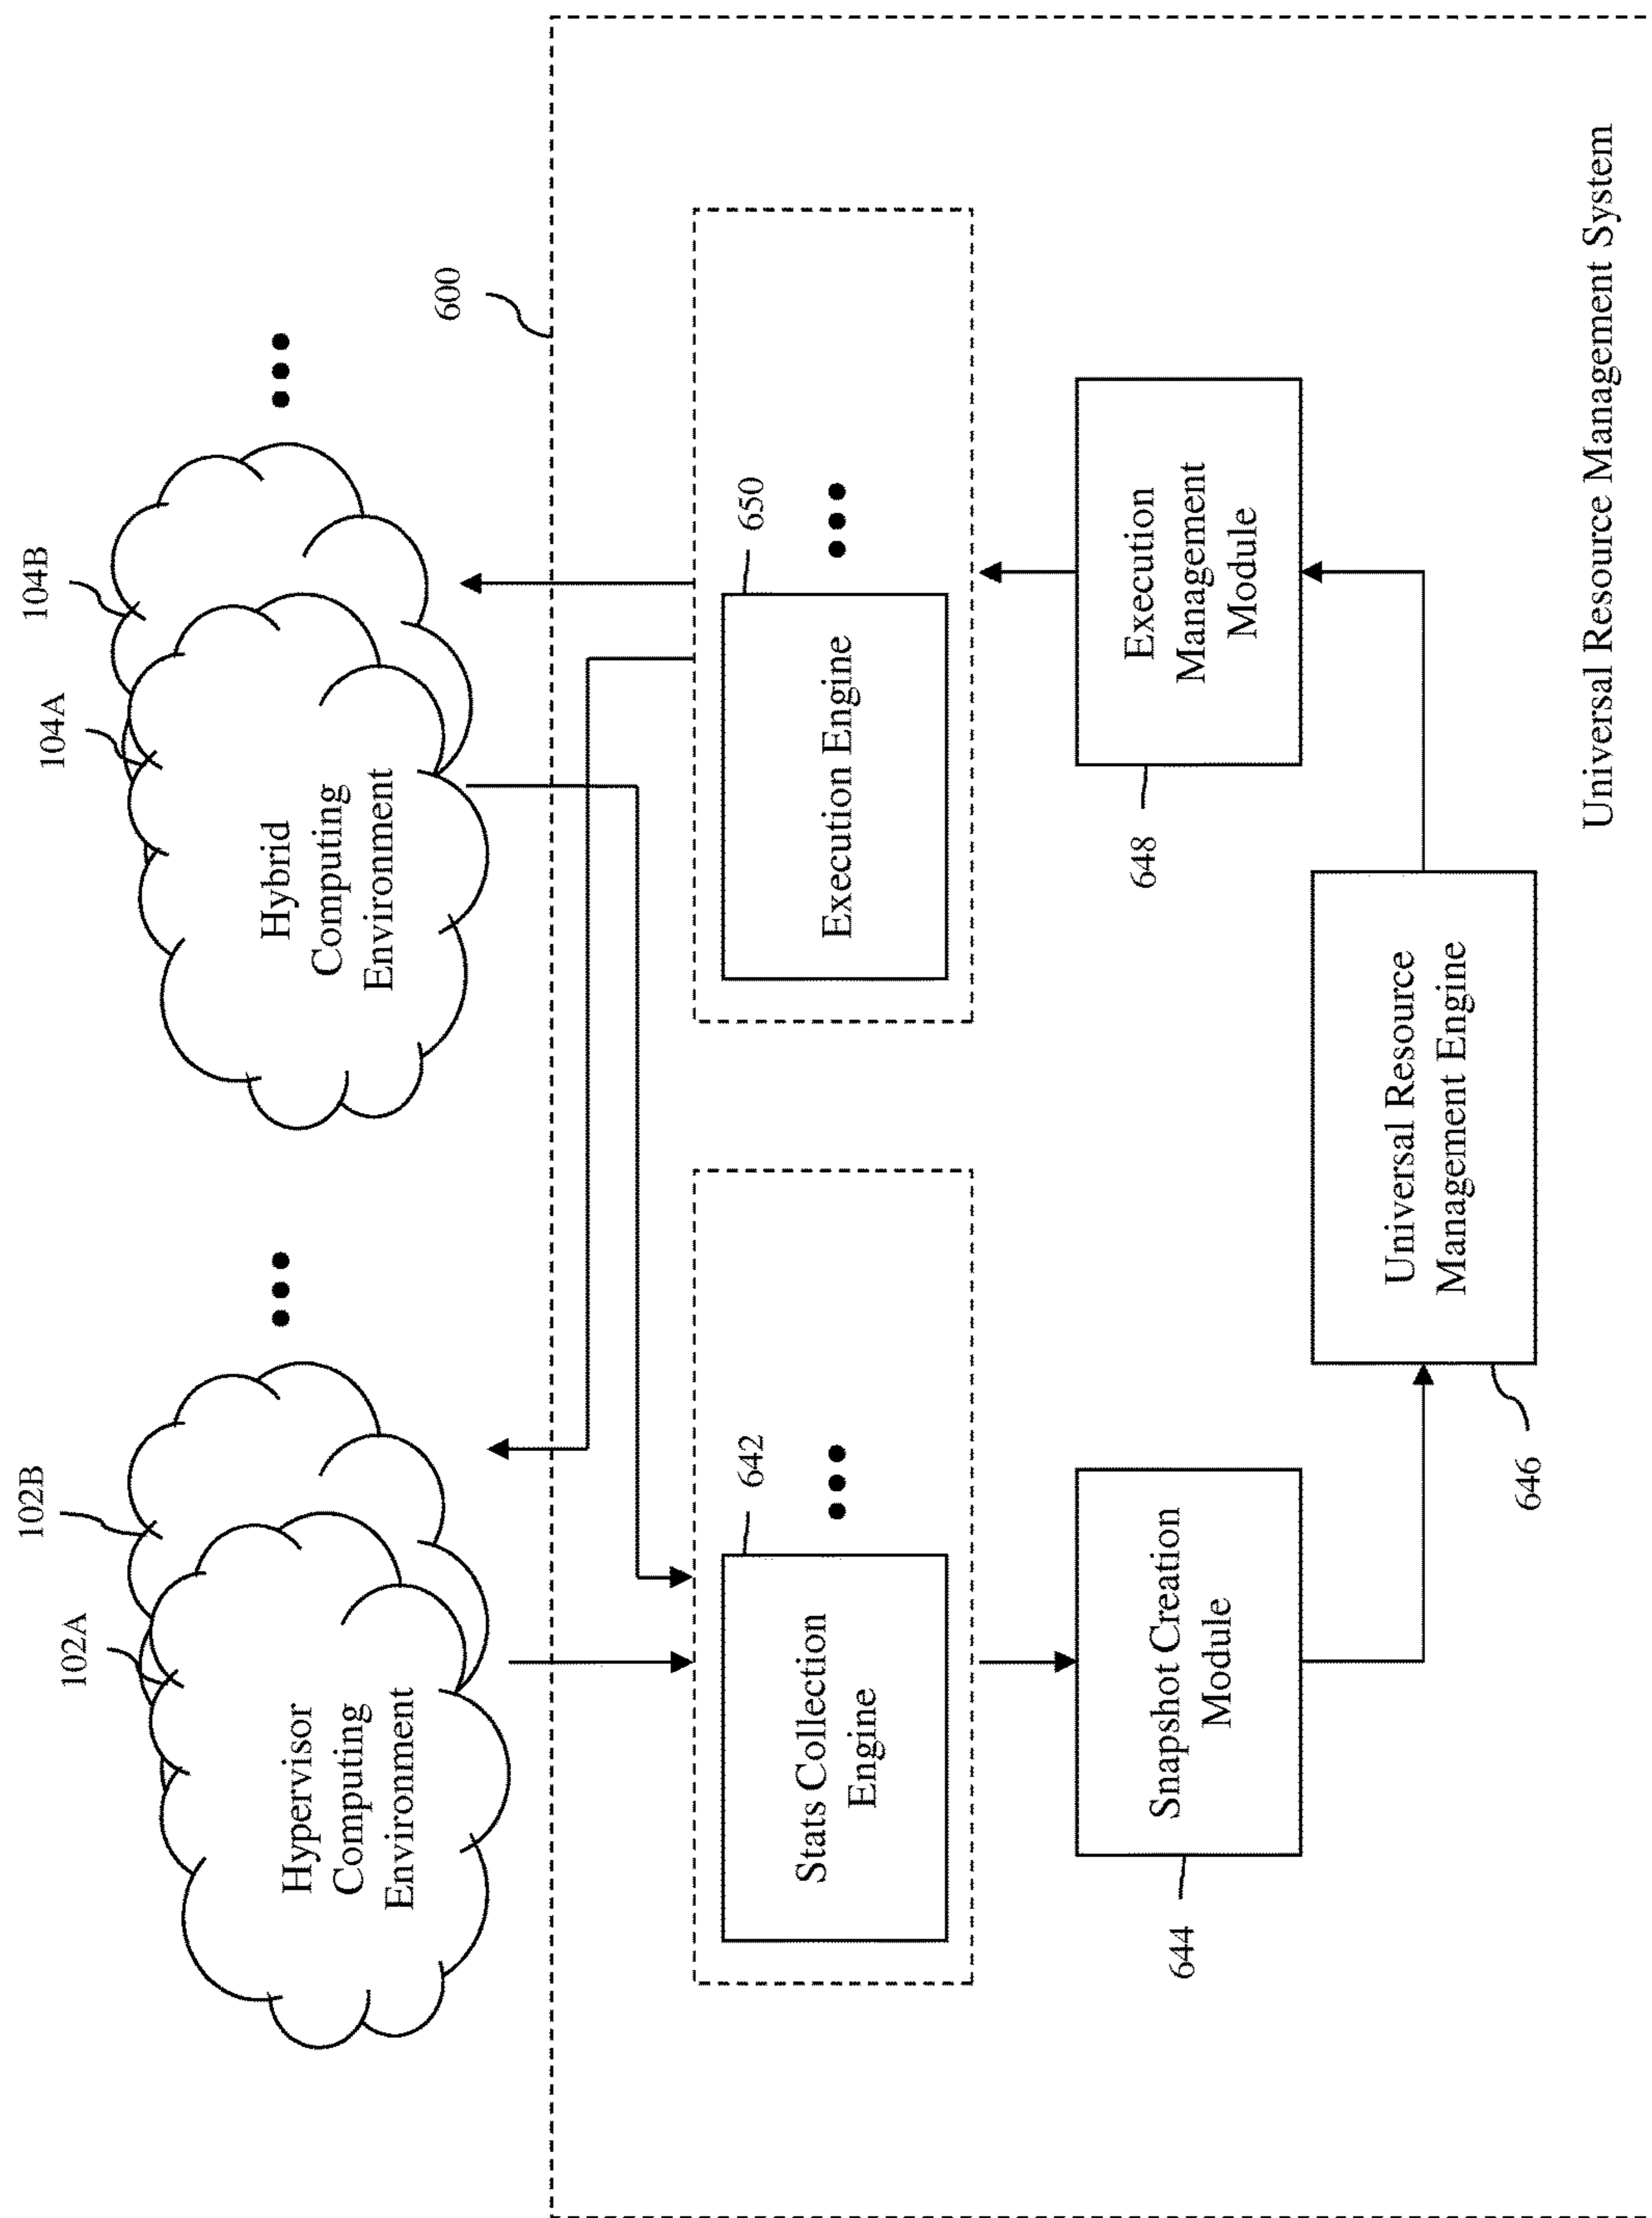 102A
102B
104A
104B
Hypervisor
Computing
Environment
Hybrid
Computing
Environment
600
642
650
Stats Collection
Engine
Execution Engine
644
Snapshot Creation
Module
648
Execution
Management
Module
646
Universal Resource
Management Engine
Universal Resource Management System